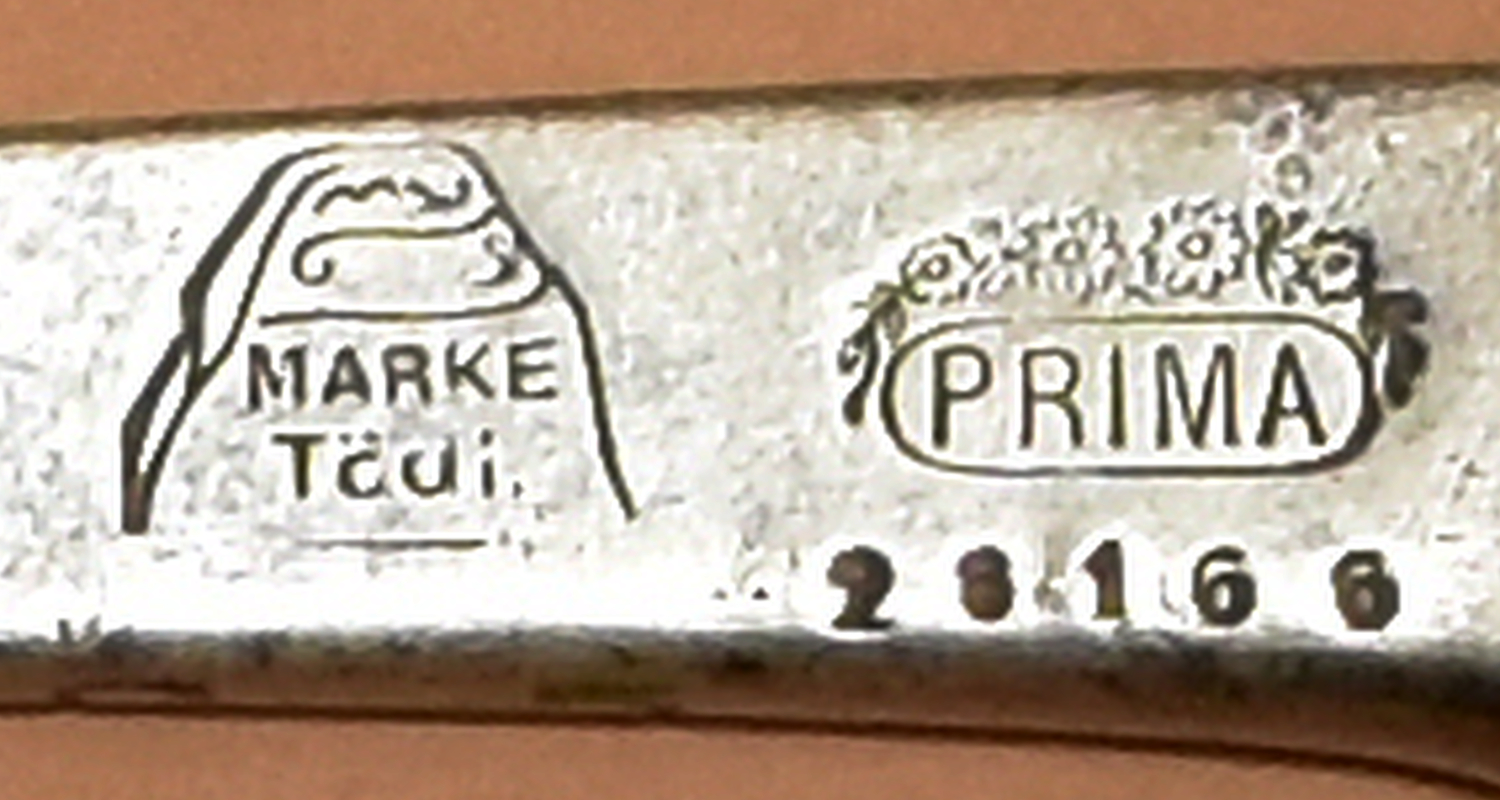 MARKE
Tödi.
PRIMA
28166